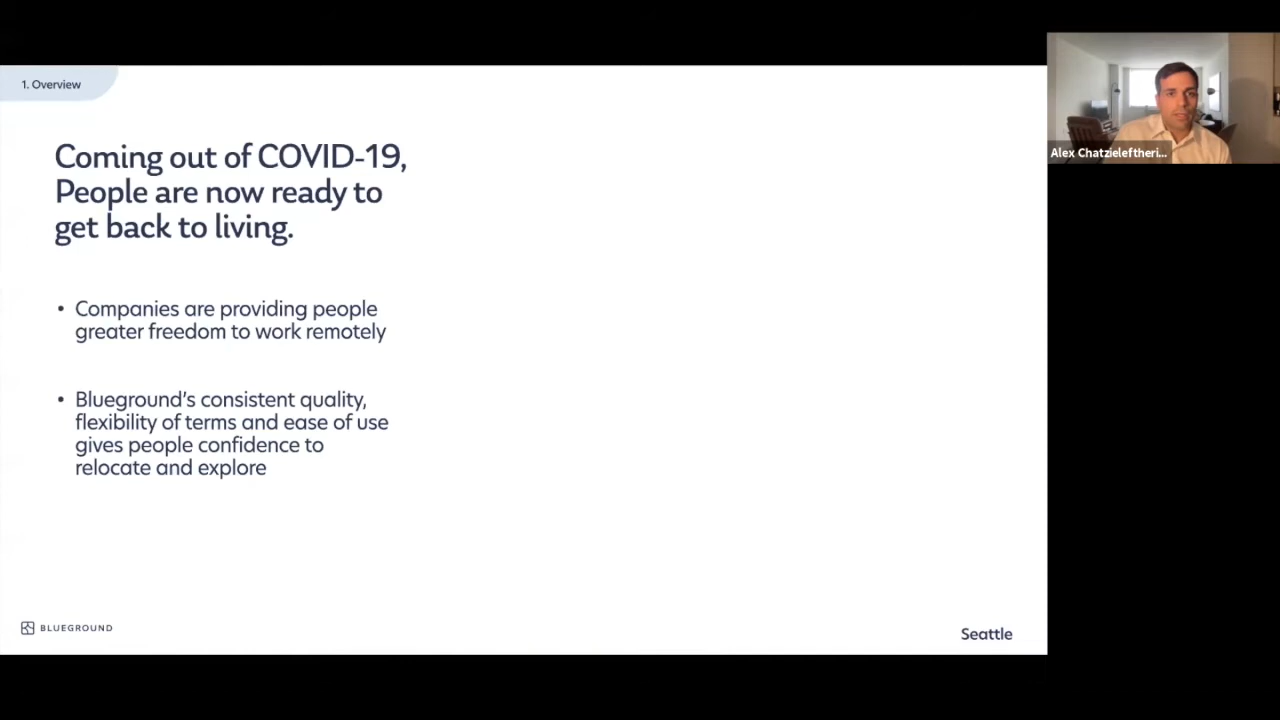 1. Overview
Coming out of COVID-19,
People are now ready to
get back to living.
• Companies are providing people
greater freedom to work remotely
• Blueground's consistent quality,
flexibility of terms and ease of use
gives people confidence to
relocate and explore
BLUEGROUND
Seattle
Alex Chatzieleftheri...